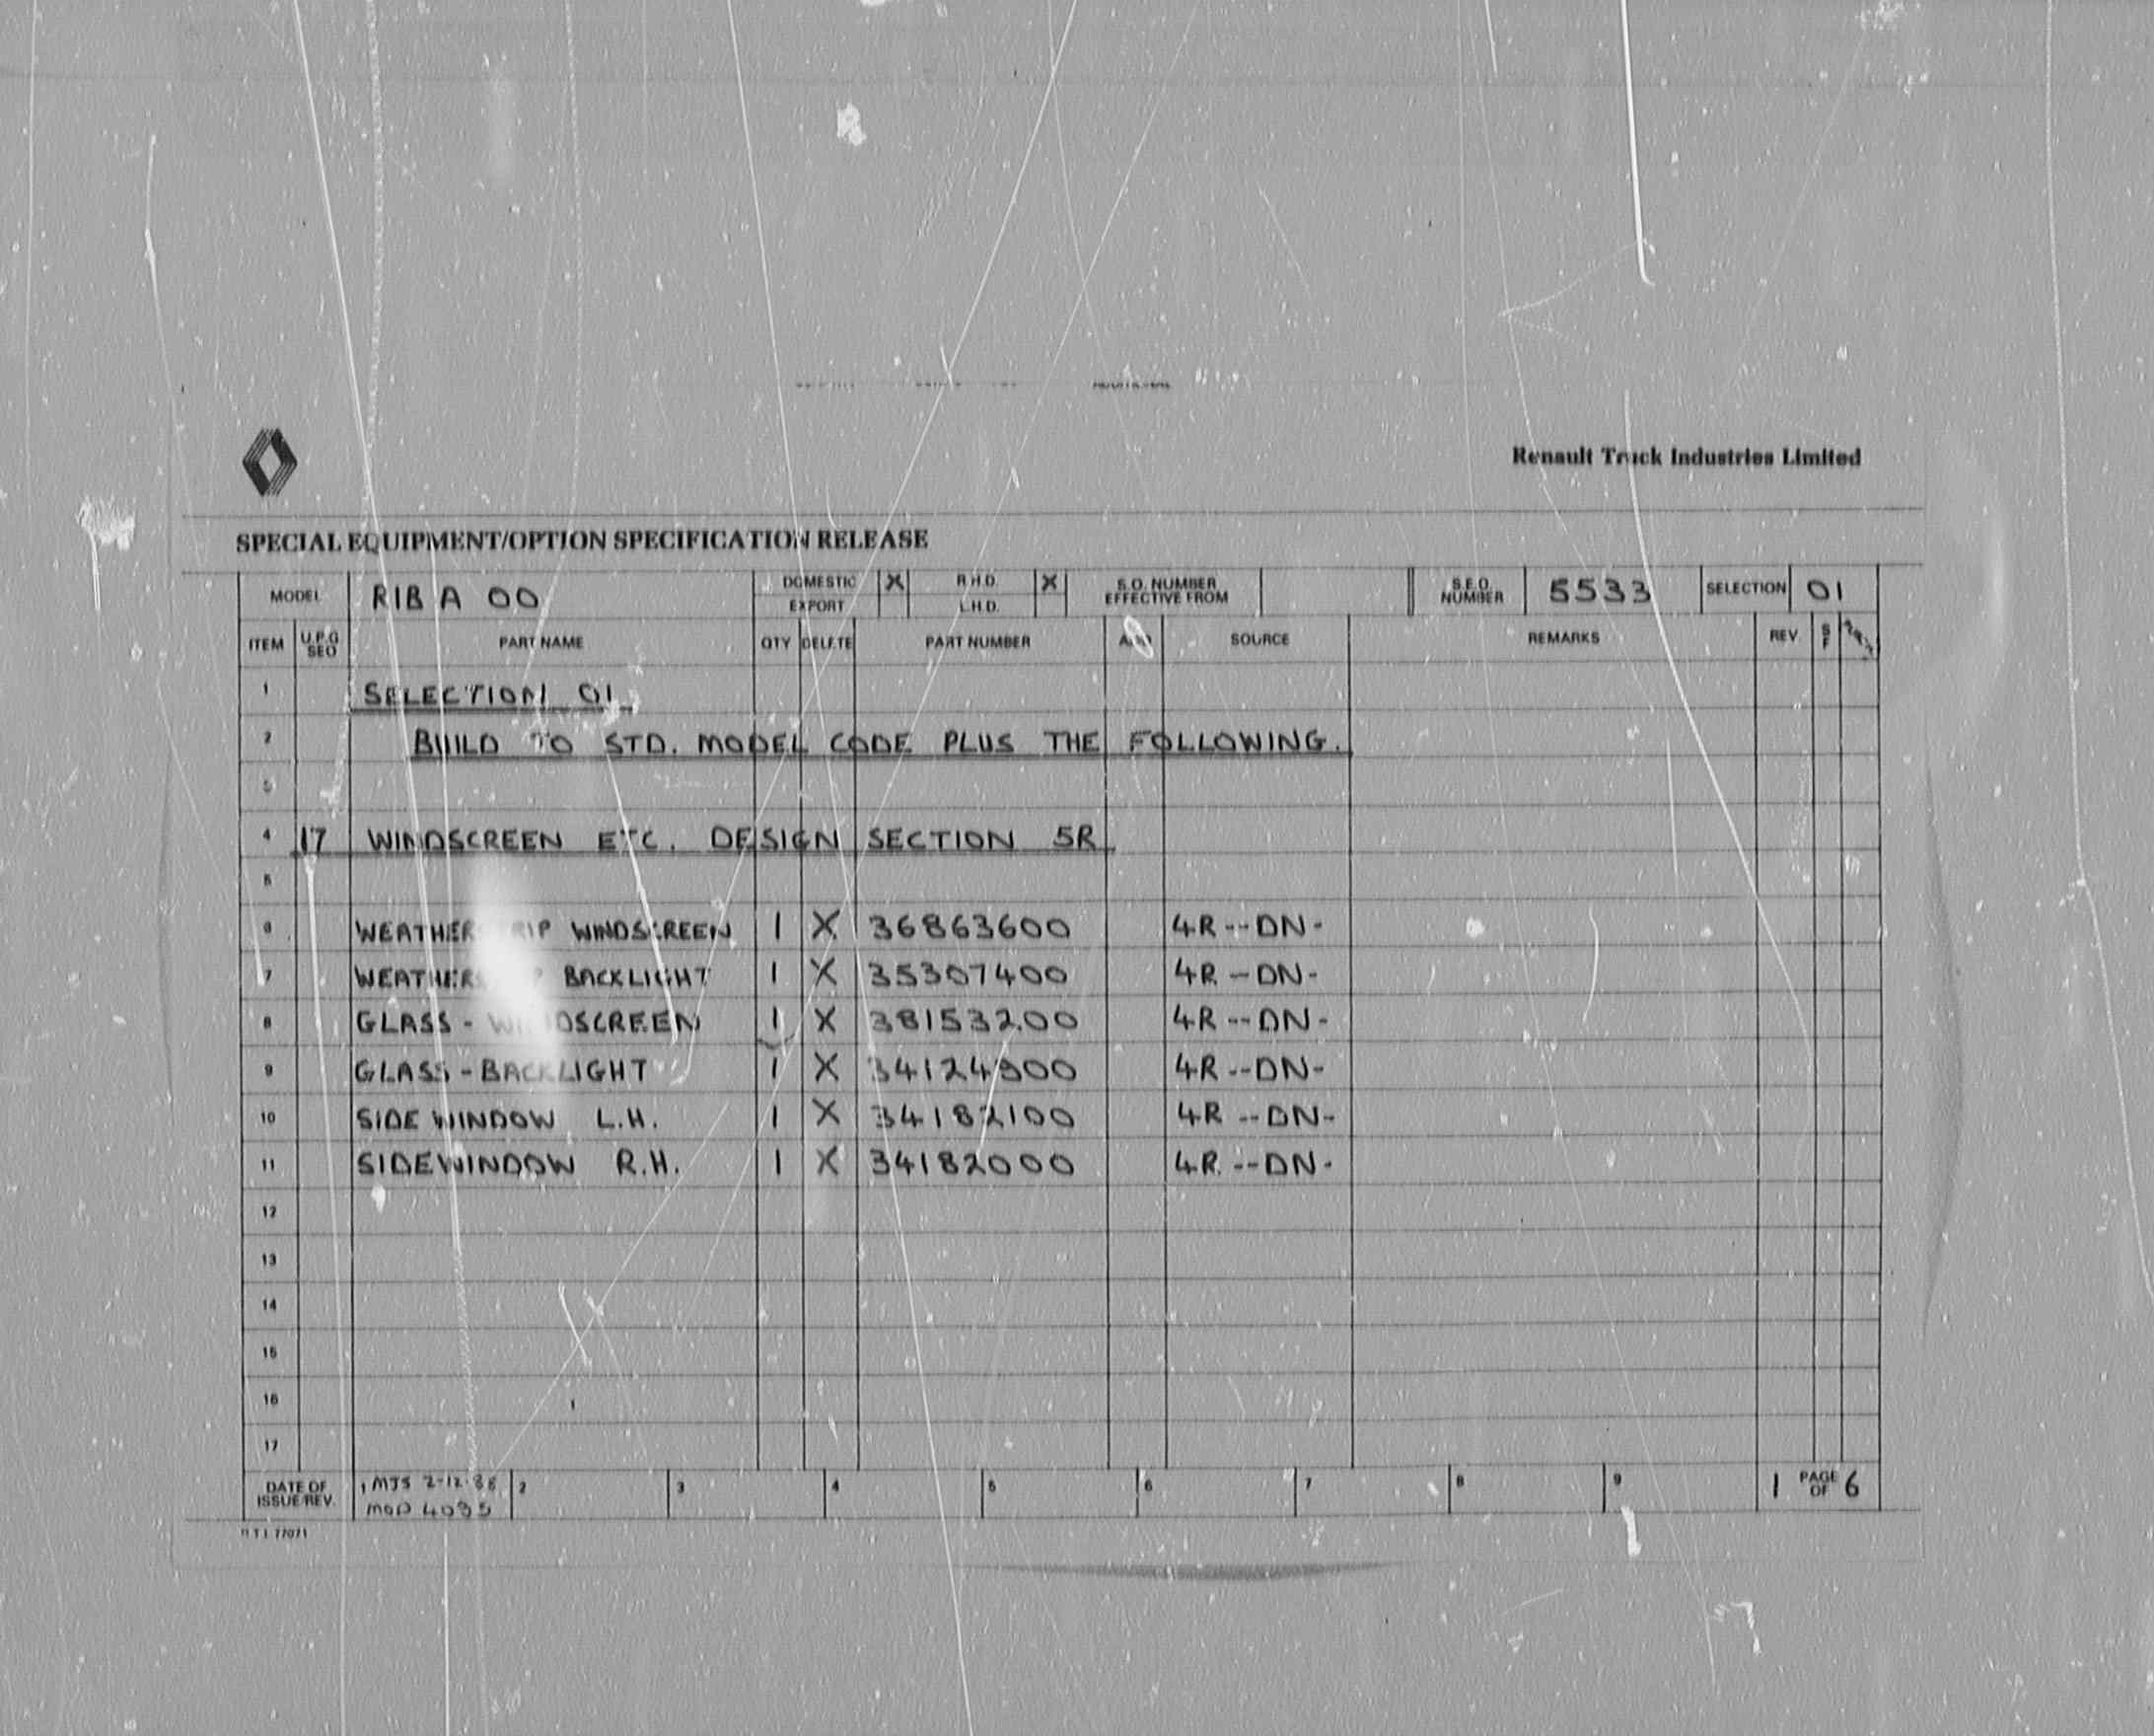 Renault Truck Industries Limited
SPECIAL EQUIPMENT/OPTION SPECIFICATION RELEASE
MODEL RIB A 00 DOMESTIC X R.H.D. X S.O. NUMBER EFFECTIVE FROM S.E.O. NUMBER 5533 SELECTION 01
EXPORT L.H.D.
ITEM U.P.G SEO PART NAME QTY DELETE PART NUMBER SOURCE REMARKS REV S F
1 SELECTION 01
2 BUILD TO STD. MODEL CODE PLUS THE FOLLOWING.
3
4 17 WINDSCREEN ETC. DESIGN SECTION 5R
5
6 WINDSCREEN 1 X 36863600 4R--DN-
7 BACKLIGHT 1 X 35307400 4R-DN-
8 GLASS - WINDSCREEN 1 X 38153200 4R--DN-
9 GLASS-BACKLIGHT 1 X 4R--DN-
10 SIDE WINDOW L.H. 1 X 34182100 4R--DN-
11 SIDEWINDOW R.H. 1 X 34182000 4R.--DN-
12
13
14
15
16
17
DATE OF ISSUE/REV. 1 MJS 2 3 4 5 6 7 8 9 1 PAGE OF 6
MOD
R T I 77071